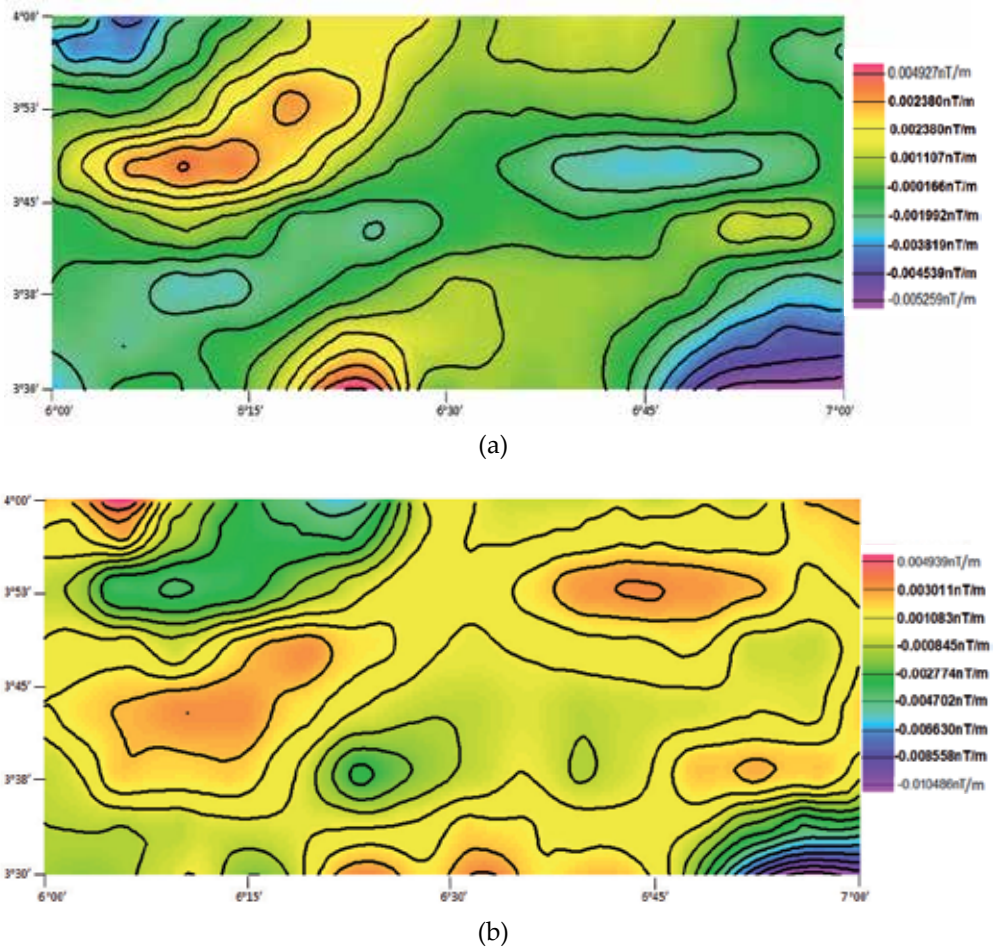 4°00′
3°53′
3°45′
3°38′
3°30′
6°00′ 6°15′ 6°30′ 6°45′ 7°00′
0.004927nT/m
0.002380nT/m
0.002380nT/m
0.001107nT/m
-0.000166nT/m
-0.001992nT/m
-0.003819nT/m
-0.004539nT/m
-0.005259nT/m
(a)
4°00′
3°53′
3°45′
3°38′
3°30′
6°00′ 6°15′ 6°30′ 6°45′ 7°00′
0.004939nT/m
0.003011nT/m
0.001083nT/m
-0.000845nT/m
-0.002774nT/m
-0.004702nT/m
-0.006630nT/m
-0.008558nT/m
-0.010486nT/m
(b)